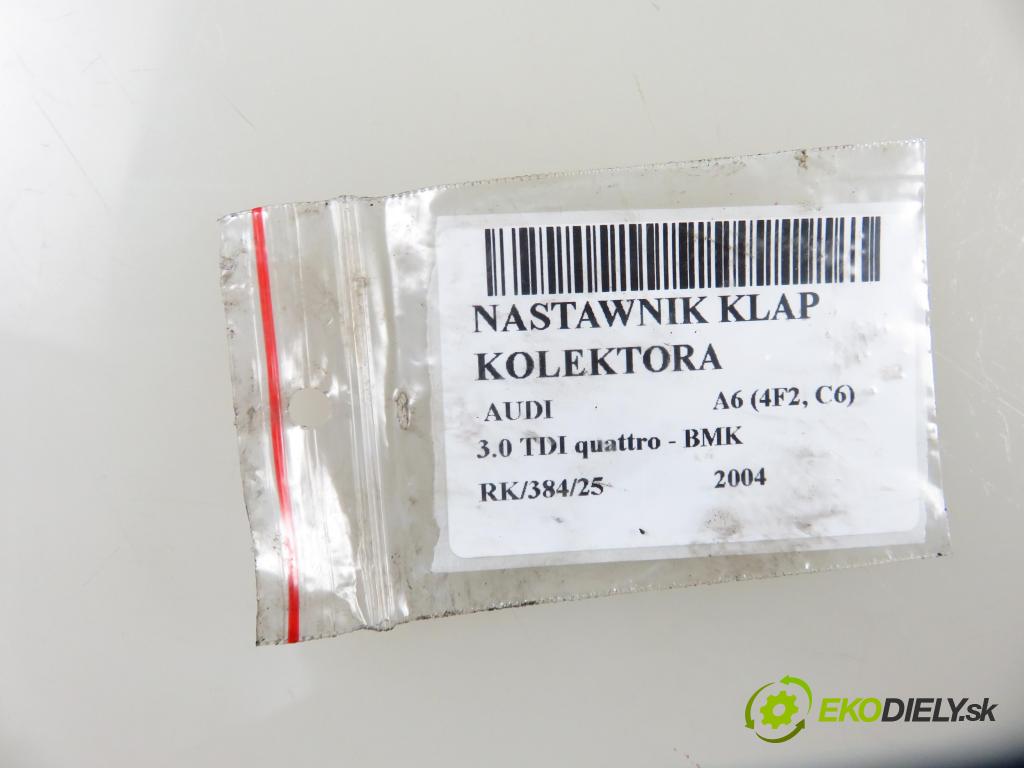 NASTAWNIK KLAP
KOLEKTORA
AUDI A6 (4F2, C6)
3.0 TDI quattro - BMK
RK/384/25 2004
EKODIELY.sk